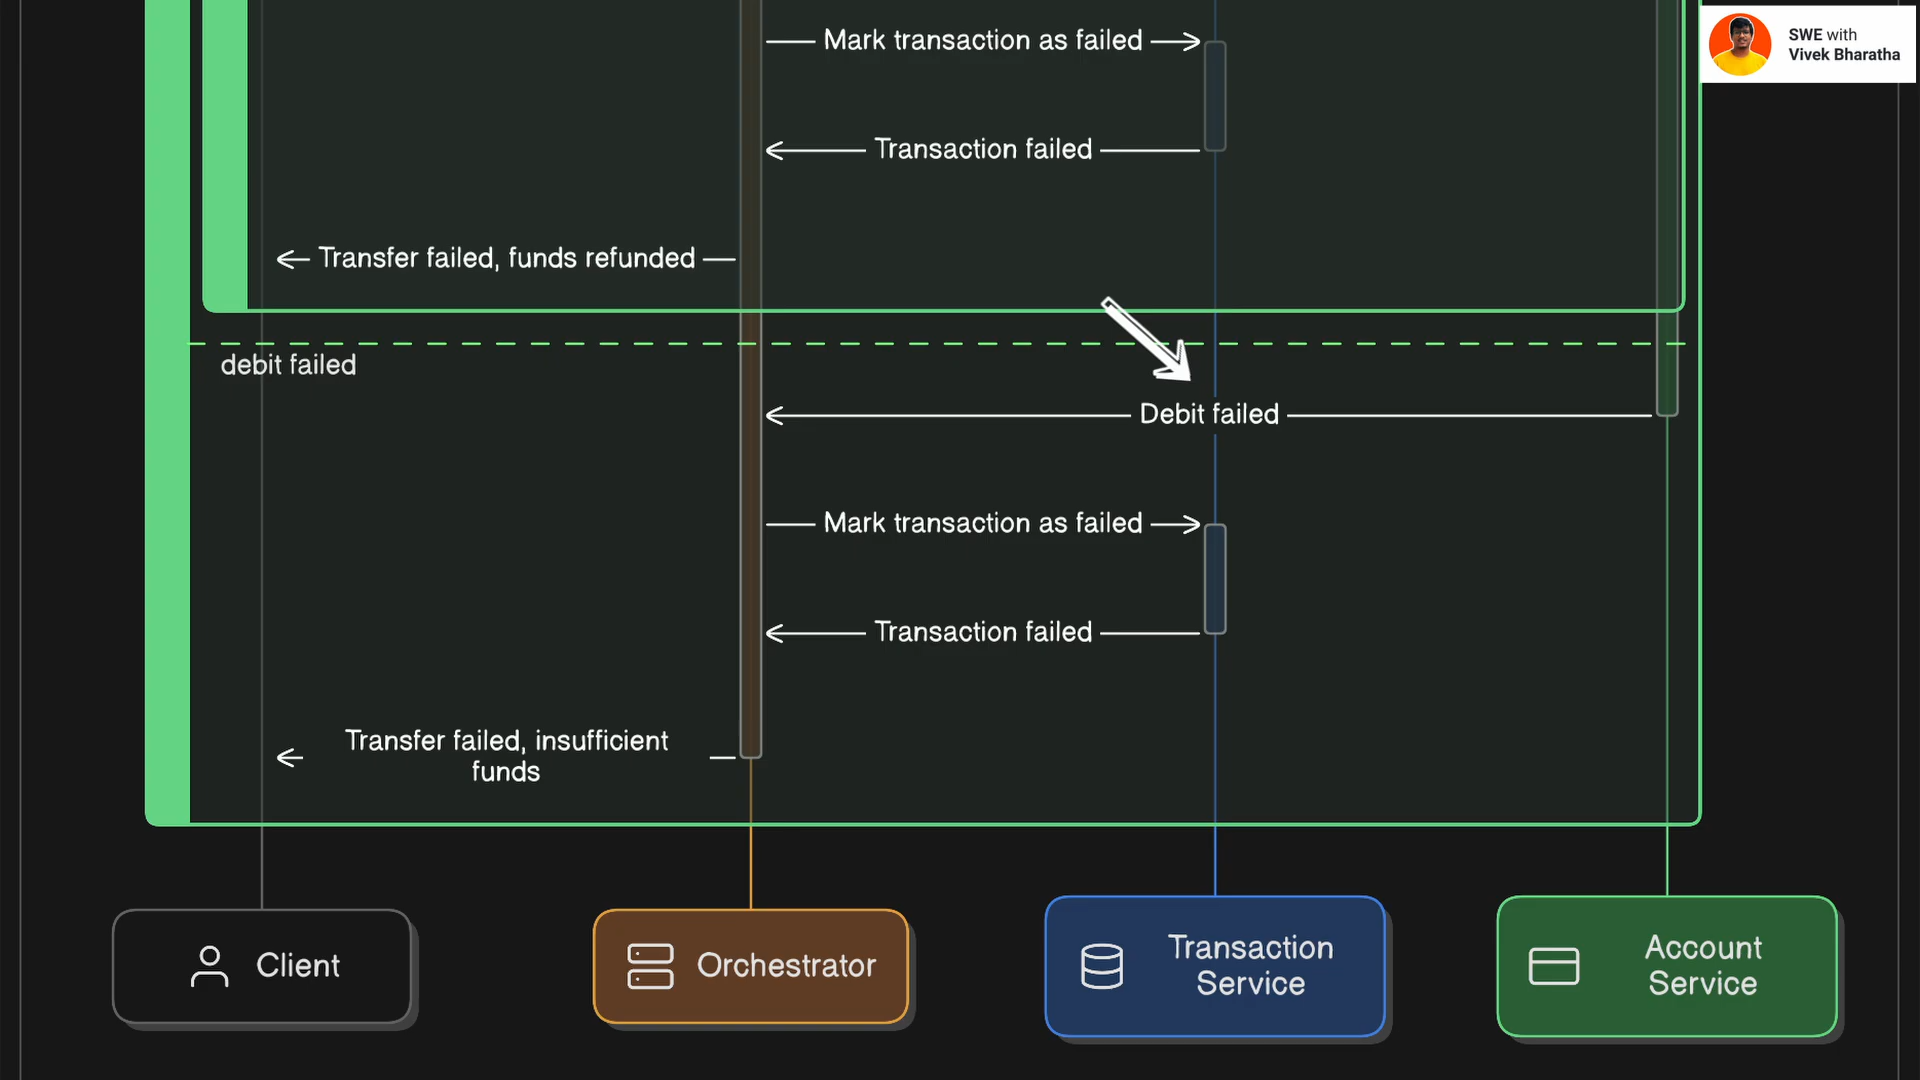 Mark transaction as failed
SWE with
Vivek Bharatha
Transaction failed
Transfer failed, funds refunded
debit failed
Debit failed
Mark transaction as failed
Transaction failed
Transfer failed, insufficient
funds
Client
Orchestrator
Transaction
Service
Account
Service